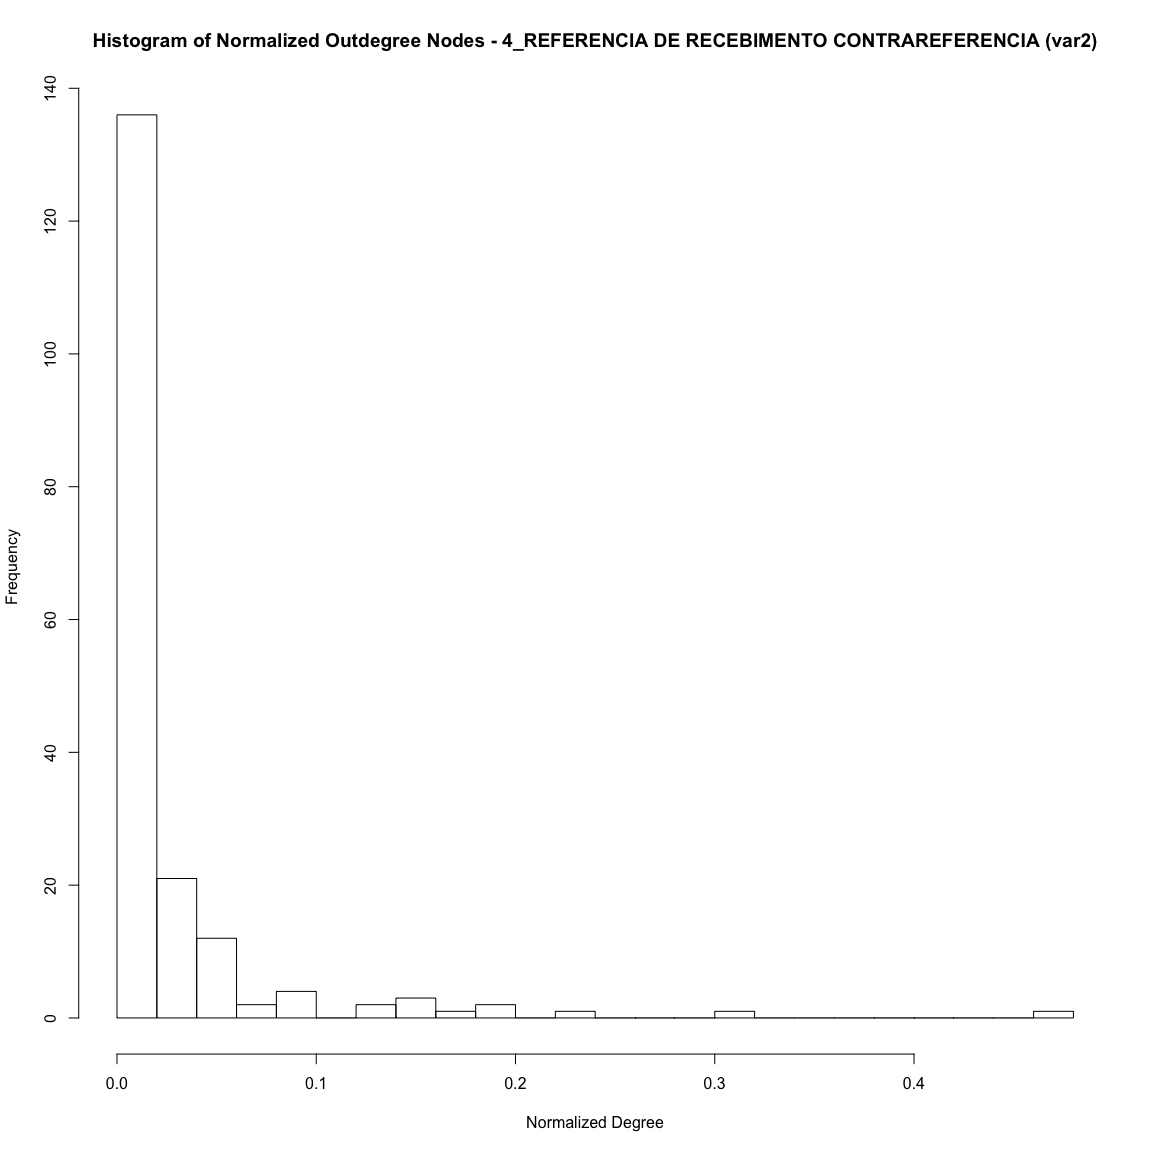 Histogram of Normalized Outdegree Nodes - 4_REFERENCIA DE RECEBIMENTO CONTRAREFERENCIA (var2)
140
120
100
80
60
40
20
0
Frequency
0.0 0.1 0.2 0.3 0.4
Normalized Degree